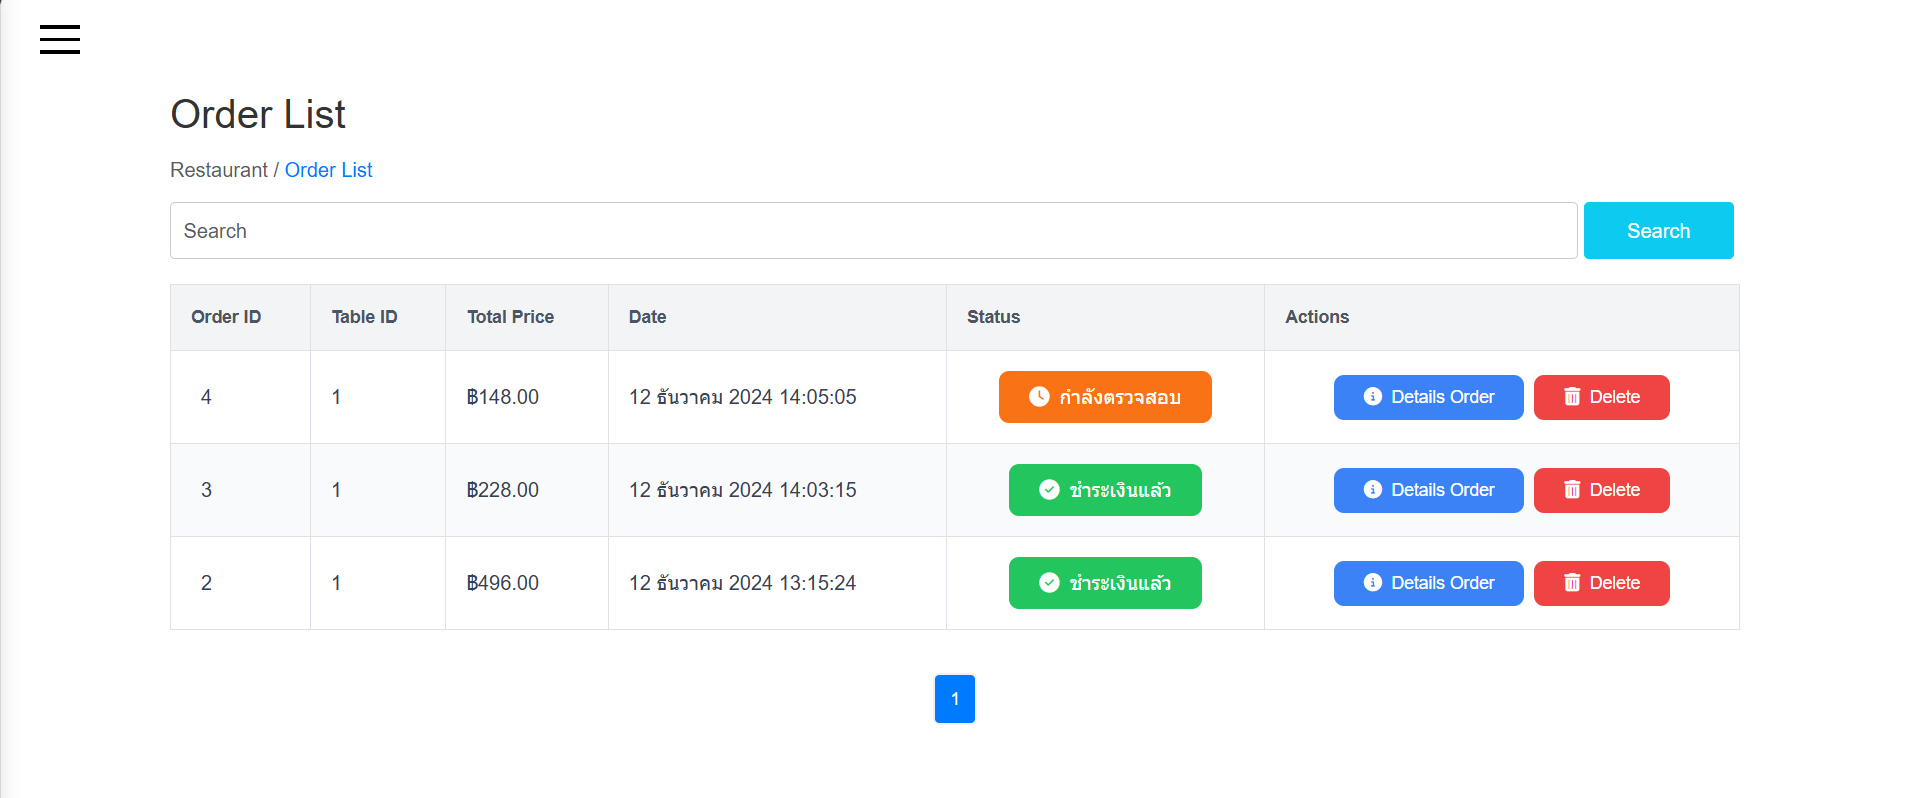 Order List
Restaurant / Order List
Search Search
Order ID Table ID Total Price Date Status Actions
4 1 ฿148.00 12 ธันวาคม 2024 14:05:05 กำลังตรวจสอบ Details Order Delete
3 1 ฿228.00 12 ธันวาคม 2024 14:03:15 ชำระเงินแล้ว Details Order Delete
2 1 ฿496.00 12 ธันวาคม 2024 13:15:24 ชำระเงินแล้ว Details Order Delete
1